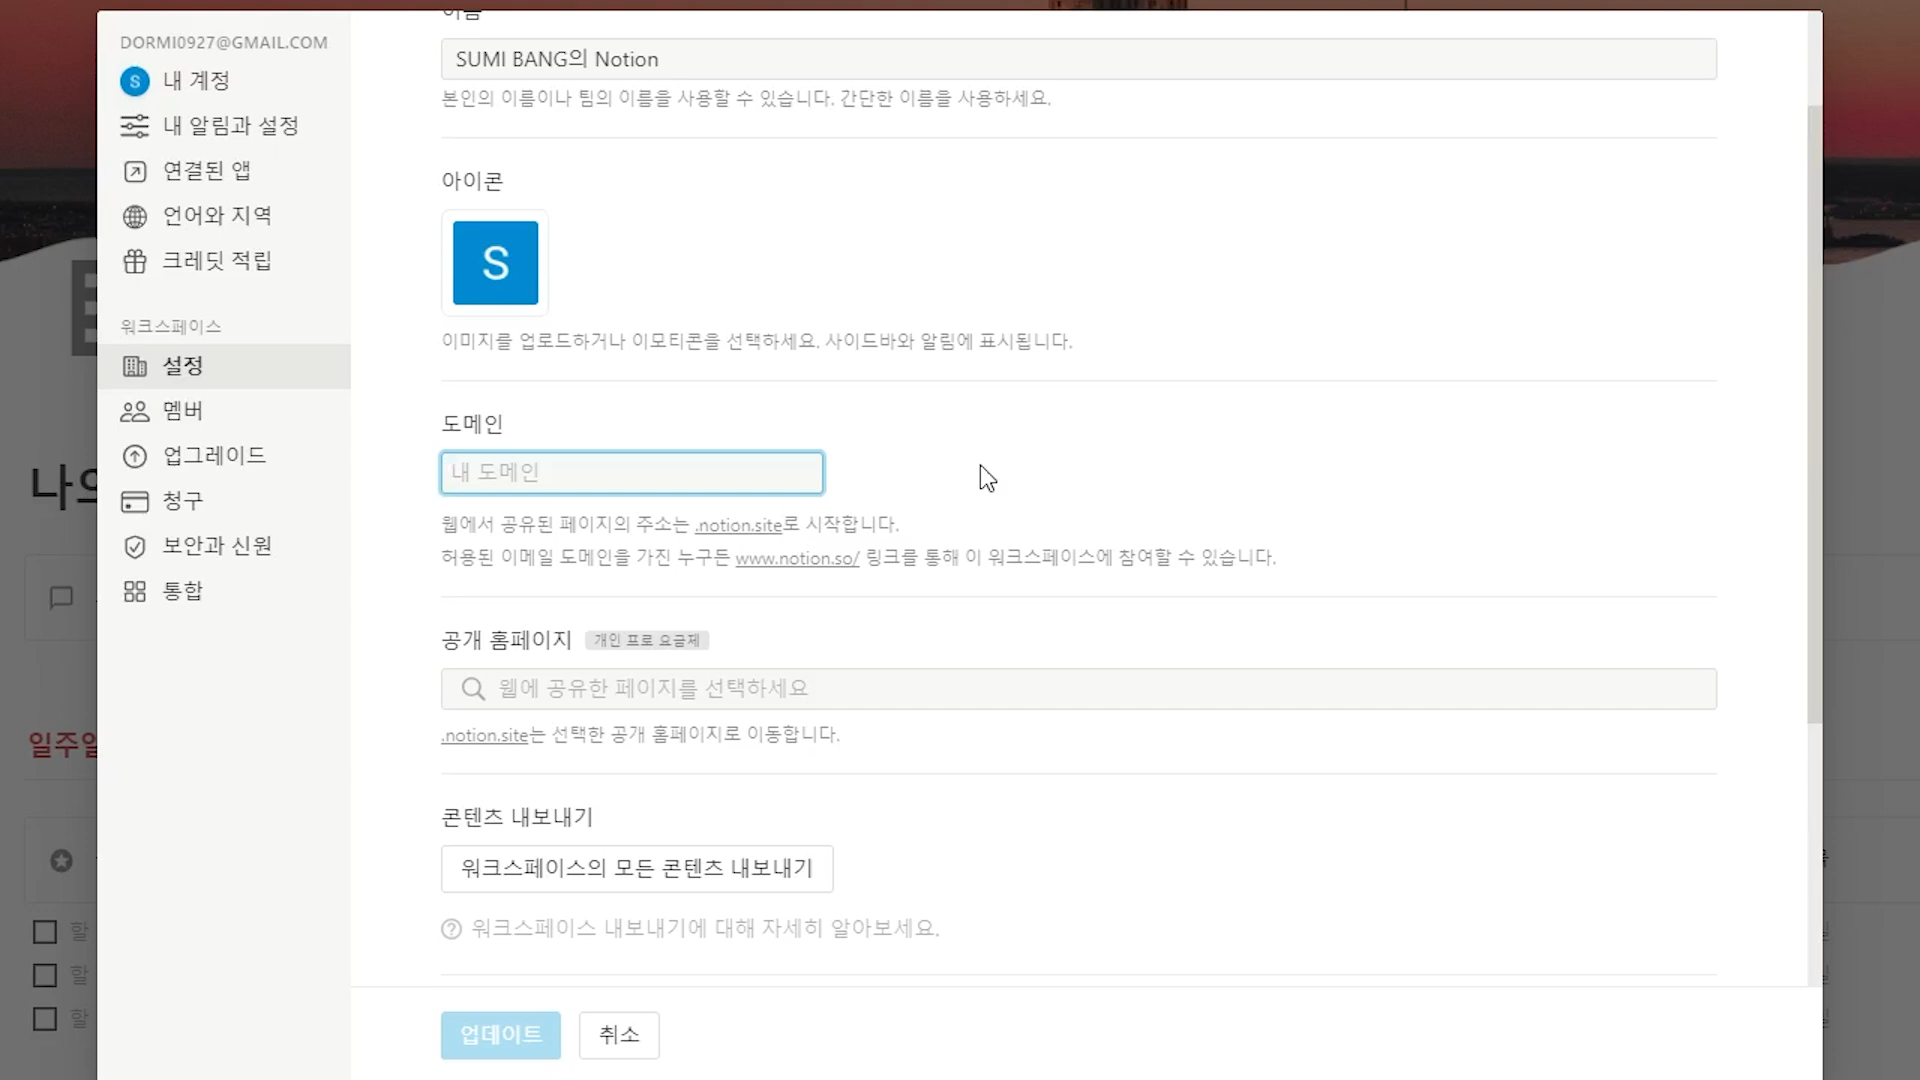 DORMI0927@GMAIL.COM
S 내 계정
내 알림과 설정
연결된 앱
언어와 지역
크레딧 적립
워크스페이스
설정
멤버
업그레이드
청구
보안과 신원
통합
이름
SUMI BANG의 Notion
본인의 이름이나 팀의 이름을 사용할 수 있습니다. 간단한 이름을 사용하세요.
아이콘
S
이미지를 업로드하거나 이모티콘을 선택하세요. 사이드바와 알림에 표시됩니다.
도메인
내 도메인
웹에서 공유된 페이지의 주소는 .notion.site로 시작합니다.
허용된 이메일 도메인을 가진 누구든 www.notion.so/ 링크를 통해 이 워크스페이스에 참여할 수 있습니다.
공개 홈페이지 개인 프로 요금제
웹에 공유한 페이지를 선택하세요
.notion.site는 선택한 공개 홈페이지로 이동합니다.
콘텐츠 내보내기
워크스페이스의 모든 콘텐츠 내보내기
워크스페이스 내보내기에 대해 자세히 알아보세요.
업데이트 취소
일주일
할
할
할